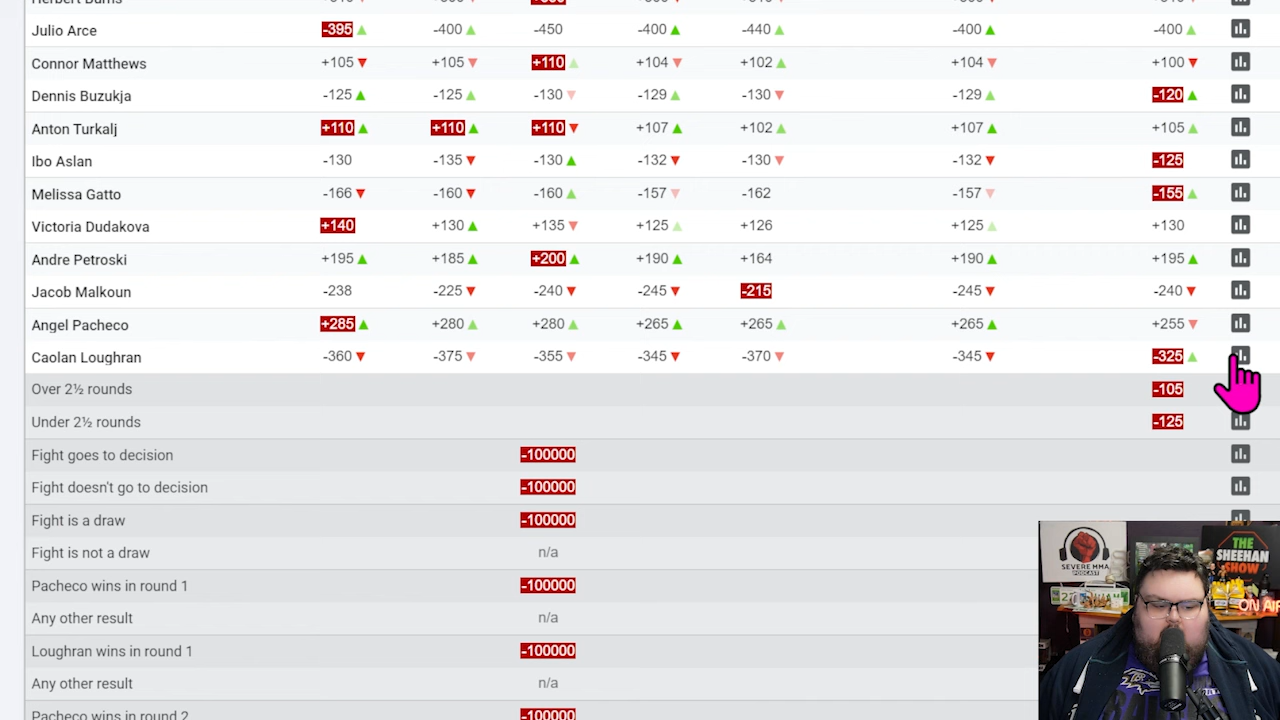 Herbert Burns
Julio Arce -395 -400 -450 -400 -440 -400 -400
Connor Matthews +105 +105 +110 +104 +102 +104 +100
Dennis Buzukja -125 -125 -130 -129 -130 -129 -120
Anton Turkalj +110 +110 +110 +107 +102 +107 +105
Ibo Aslan -130 -135 -130 -132 -130 -132 -125
Melissa Gatto -166 -160 -160 -157 -162 -157 -155
Victoria Dudakova +140 +130 +135 +125 +126 +125 +130
Andre Petroski +195 +185 +200 +190 +164 +190 +195
Jacob Malkoun -238 -225 -240 -245 -215 -245 -240
Angel Pacheco +285 +280 +280 +265 +265 +265 +255
Caolan Loughran -360 -375 -355 -345 -370 -345 -325
Over 2½ rounds -105
Under 2½ rounds -125
Fight goes to decision -100000
Fight doesn't go to decision -100000
Fight is a draw -100000
Fight is not a draw n/a
Pacheco wins in round 1 -100000
Any other result n/a
Loughran wins in round 1 -100000
Any other result n/a
Pacheco wins in round 2 -100000
SEVERE MMA
PODCAST
THE
SHEEHAN
SHOW
ON AIR